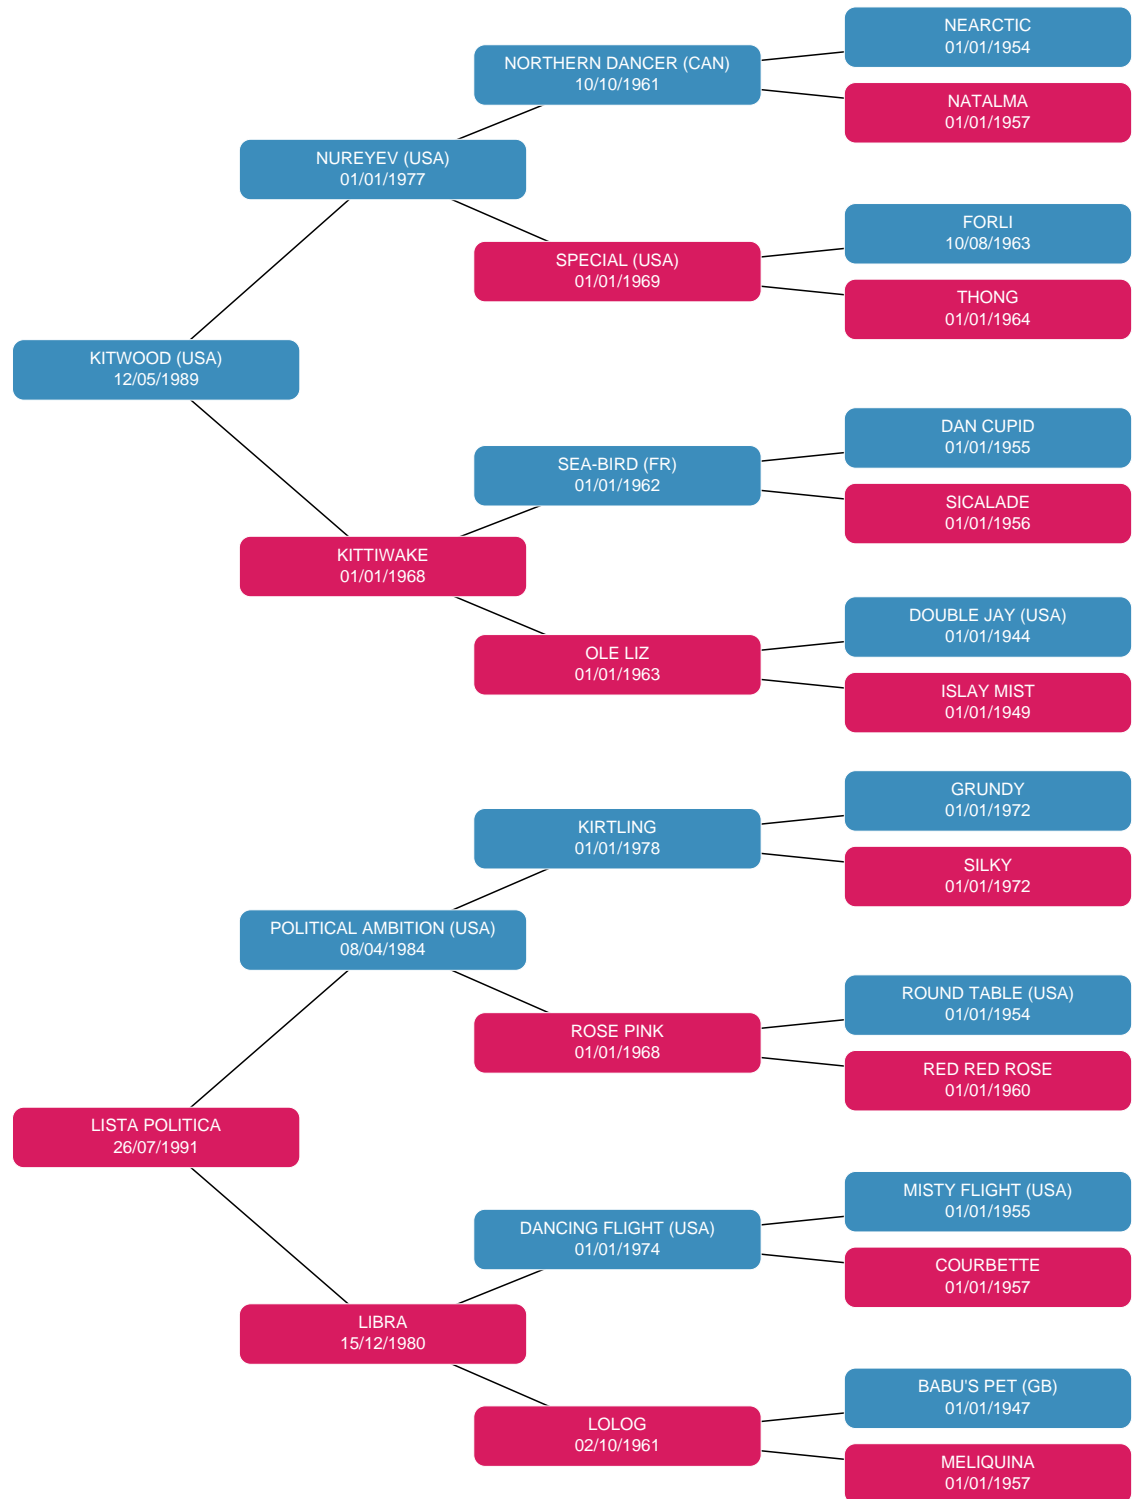 NEARCTIC
01/01/1954
NORTHERN DANCER (CAN)
10/10/1961
NATALMA
01/01/1957
NUREYEV (USA)
01/01/1977
FORLI
10/08/1963
SPECIAL (USA)
01/01/1969
THONG
01/01/1964
KITWOOD (USA)
12/05/1989
DAN CUPID
01/01/1955
SEA-BIRD (FR)
01/01/1962
SICALADE
01/01/1956
KITTIWAKE
01/01/1968
DOUBLE JAY (USA)
01/01/1944
OLE LIZ
01/01/1963
ISLAY MIST
01/01/1949
GRUNDY
01/01/1972
KIRTLING
01/01/1978
SILKY
01/01/1972
POLITICAL AMBITION (USA)
08/04/1984
ROUND TABLE (USA)
01/01/1954
ROSE PINK
01/01/1968
RED RED ROSE
01/01/1960
LISTA POLITICA
26/07/1991
MISTY FLIGHT (USA)
01/01/1955
DANCING FLIGHT (USA)
01/01/1974
COURBETTE
01/01/1957
LIBRA
15/12/1980
BABU'S PET (GB)
01/01/1947
LOLOG
02/10/1961
MELIQUINA
01/01/1957